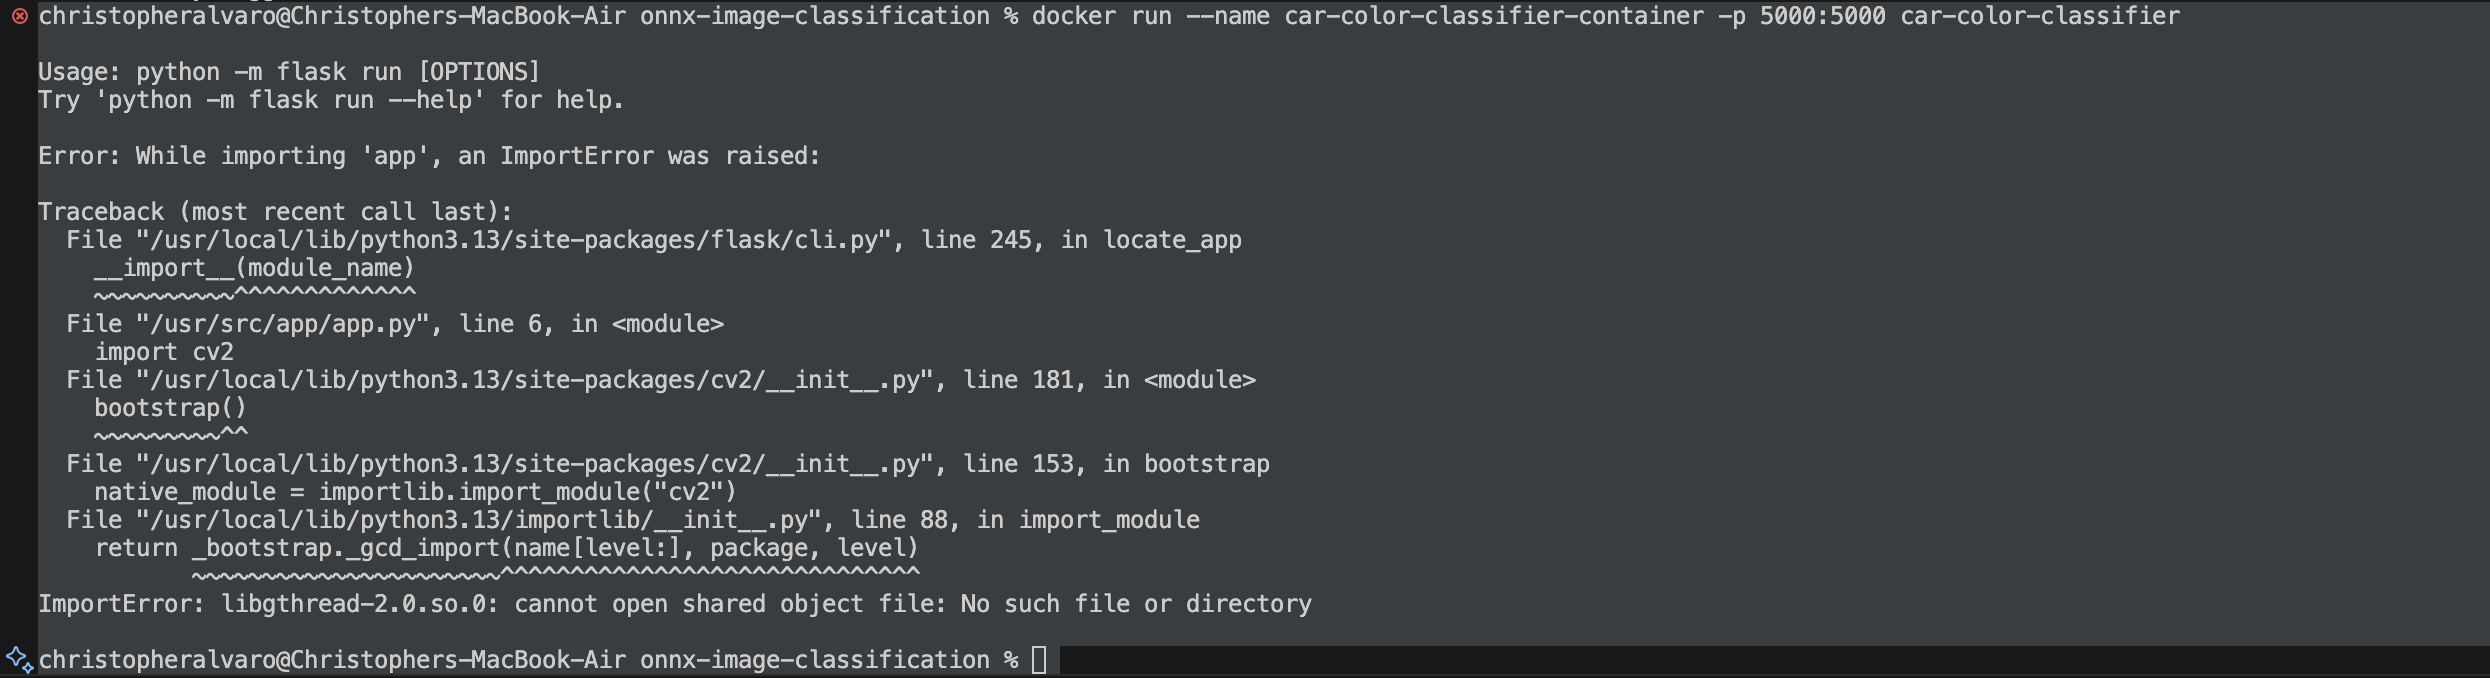 christopheralvaro@Christophers-MacBook-Air onnx-image-classification % docker run --name car-color-classifier-container -p 5000:5000 car-color-classifier
Usage: python -m flask run [OPTIONS]
Try 'python -m flask run --help' for help.
Error: While importing 'app', an ImportError was raised:
Traceback (most recent call last):
  File "/usr/local/lib/python3.13/site-packages/flask/cli.py", line 245, in locate_app
    __import__(module_name)
    ~~~~~~~~~~^^^^^^^^^^^^^
  File "/usr/src/app/app.py", line 6, in <module>
    import cv2
  File "/usr/local/lib/python3.13/site-packages/cv2/__init__.py", line 181, in <module>
    bootstrap()
    ~~~~~~~~~^^
  File "/usr/local/lib/python3.13/site-packages/cv2/__init__.py", line 153, in bootstrap
    native_module = importlib.import_module("cv2")
  File "/usr/local/lib/python3.13/importlib/__init__.py", line 88, in import_module
    return _bootstrap._gcd_import(name[level:], package, level)
           ~~~~~~~~~~~~~~~~~~~~~~^^^^^^^^^^^^^^^^^^^^^^^^^^^^^^
ImportError: libgthread-2.0.so.0: cannot open shared object file: No such file or directory
christopheralvaro@Christophers-MacBook-Air onnx-image-classification %